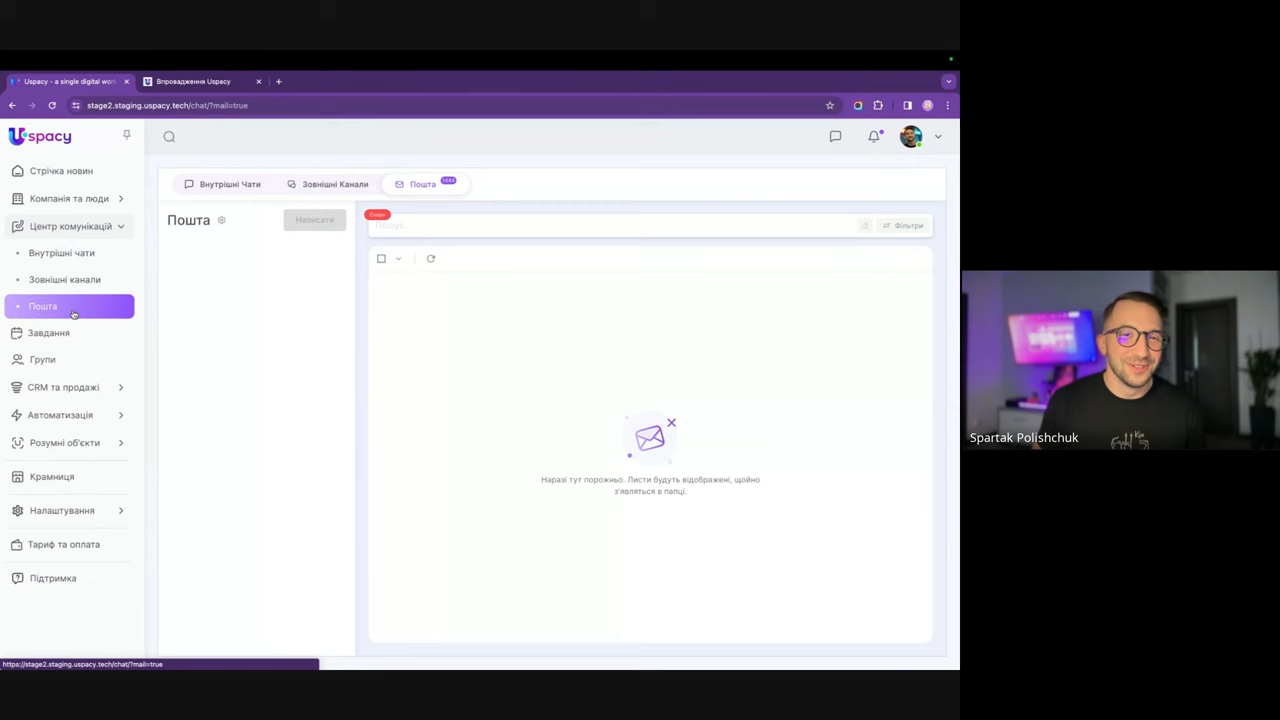 Uspacy - a single digital worl
Впровадження Uspacy
stage2.staging.uspacy.tech/chat/?mail=true
Uspacy
Стрічка новин
Компанія та люди
Центр комунікацій
Внутрішні чати
Зовнішні канали
Пошта
Завдання
Групи
CRM та продажі
Автоматизація
Розумні об'єкти
Крамниця
Налаштування
Тариф та оплата
Підтримка
Внутрішні Чати
Зовнішні Канали
Пошта
Пошта
Написати
Скоро
Пошук...
Фільтри
Наразі тут порожньо. Листи будуть відображені, щойно
з'являться в папці.
Spartak Polishchuk
https://stage2.staging.uspacy.tech/chat/?mail=true